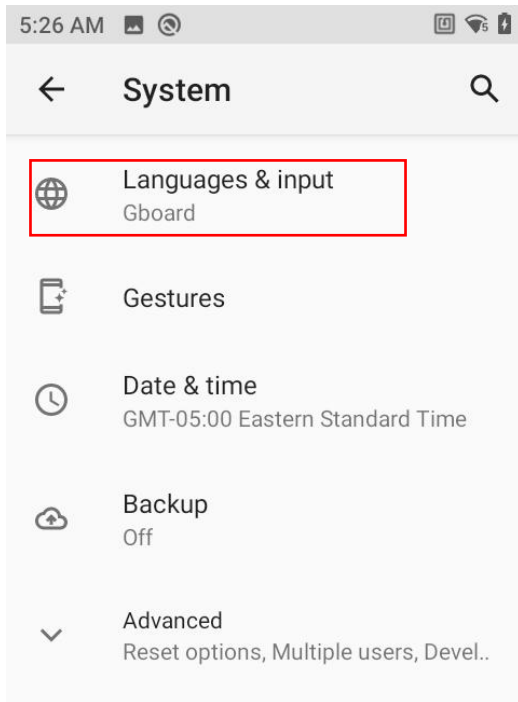 5:26 AM
System
Languages & input
Gboard
Gestures
Date & time
GMT-05:00 Eastern Standard Time
Backup
Off
Advanced
Reset options, Multiple users, Devel..